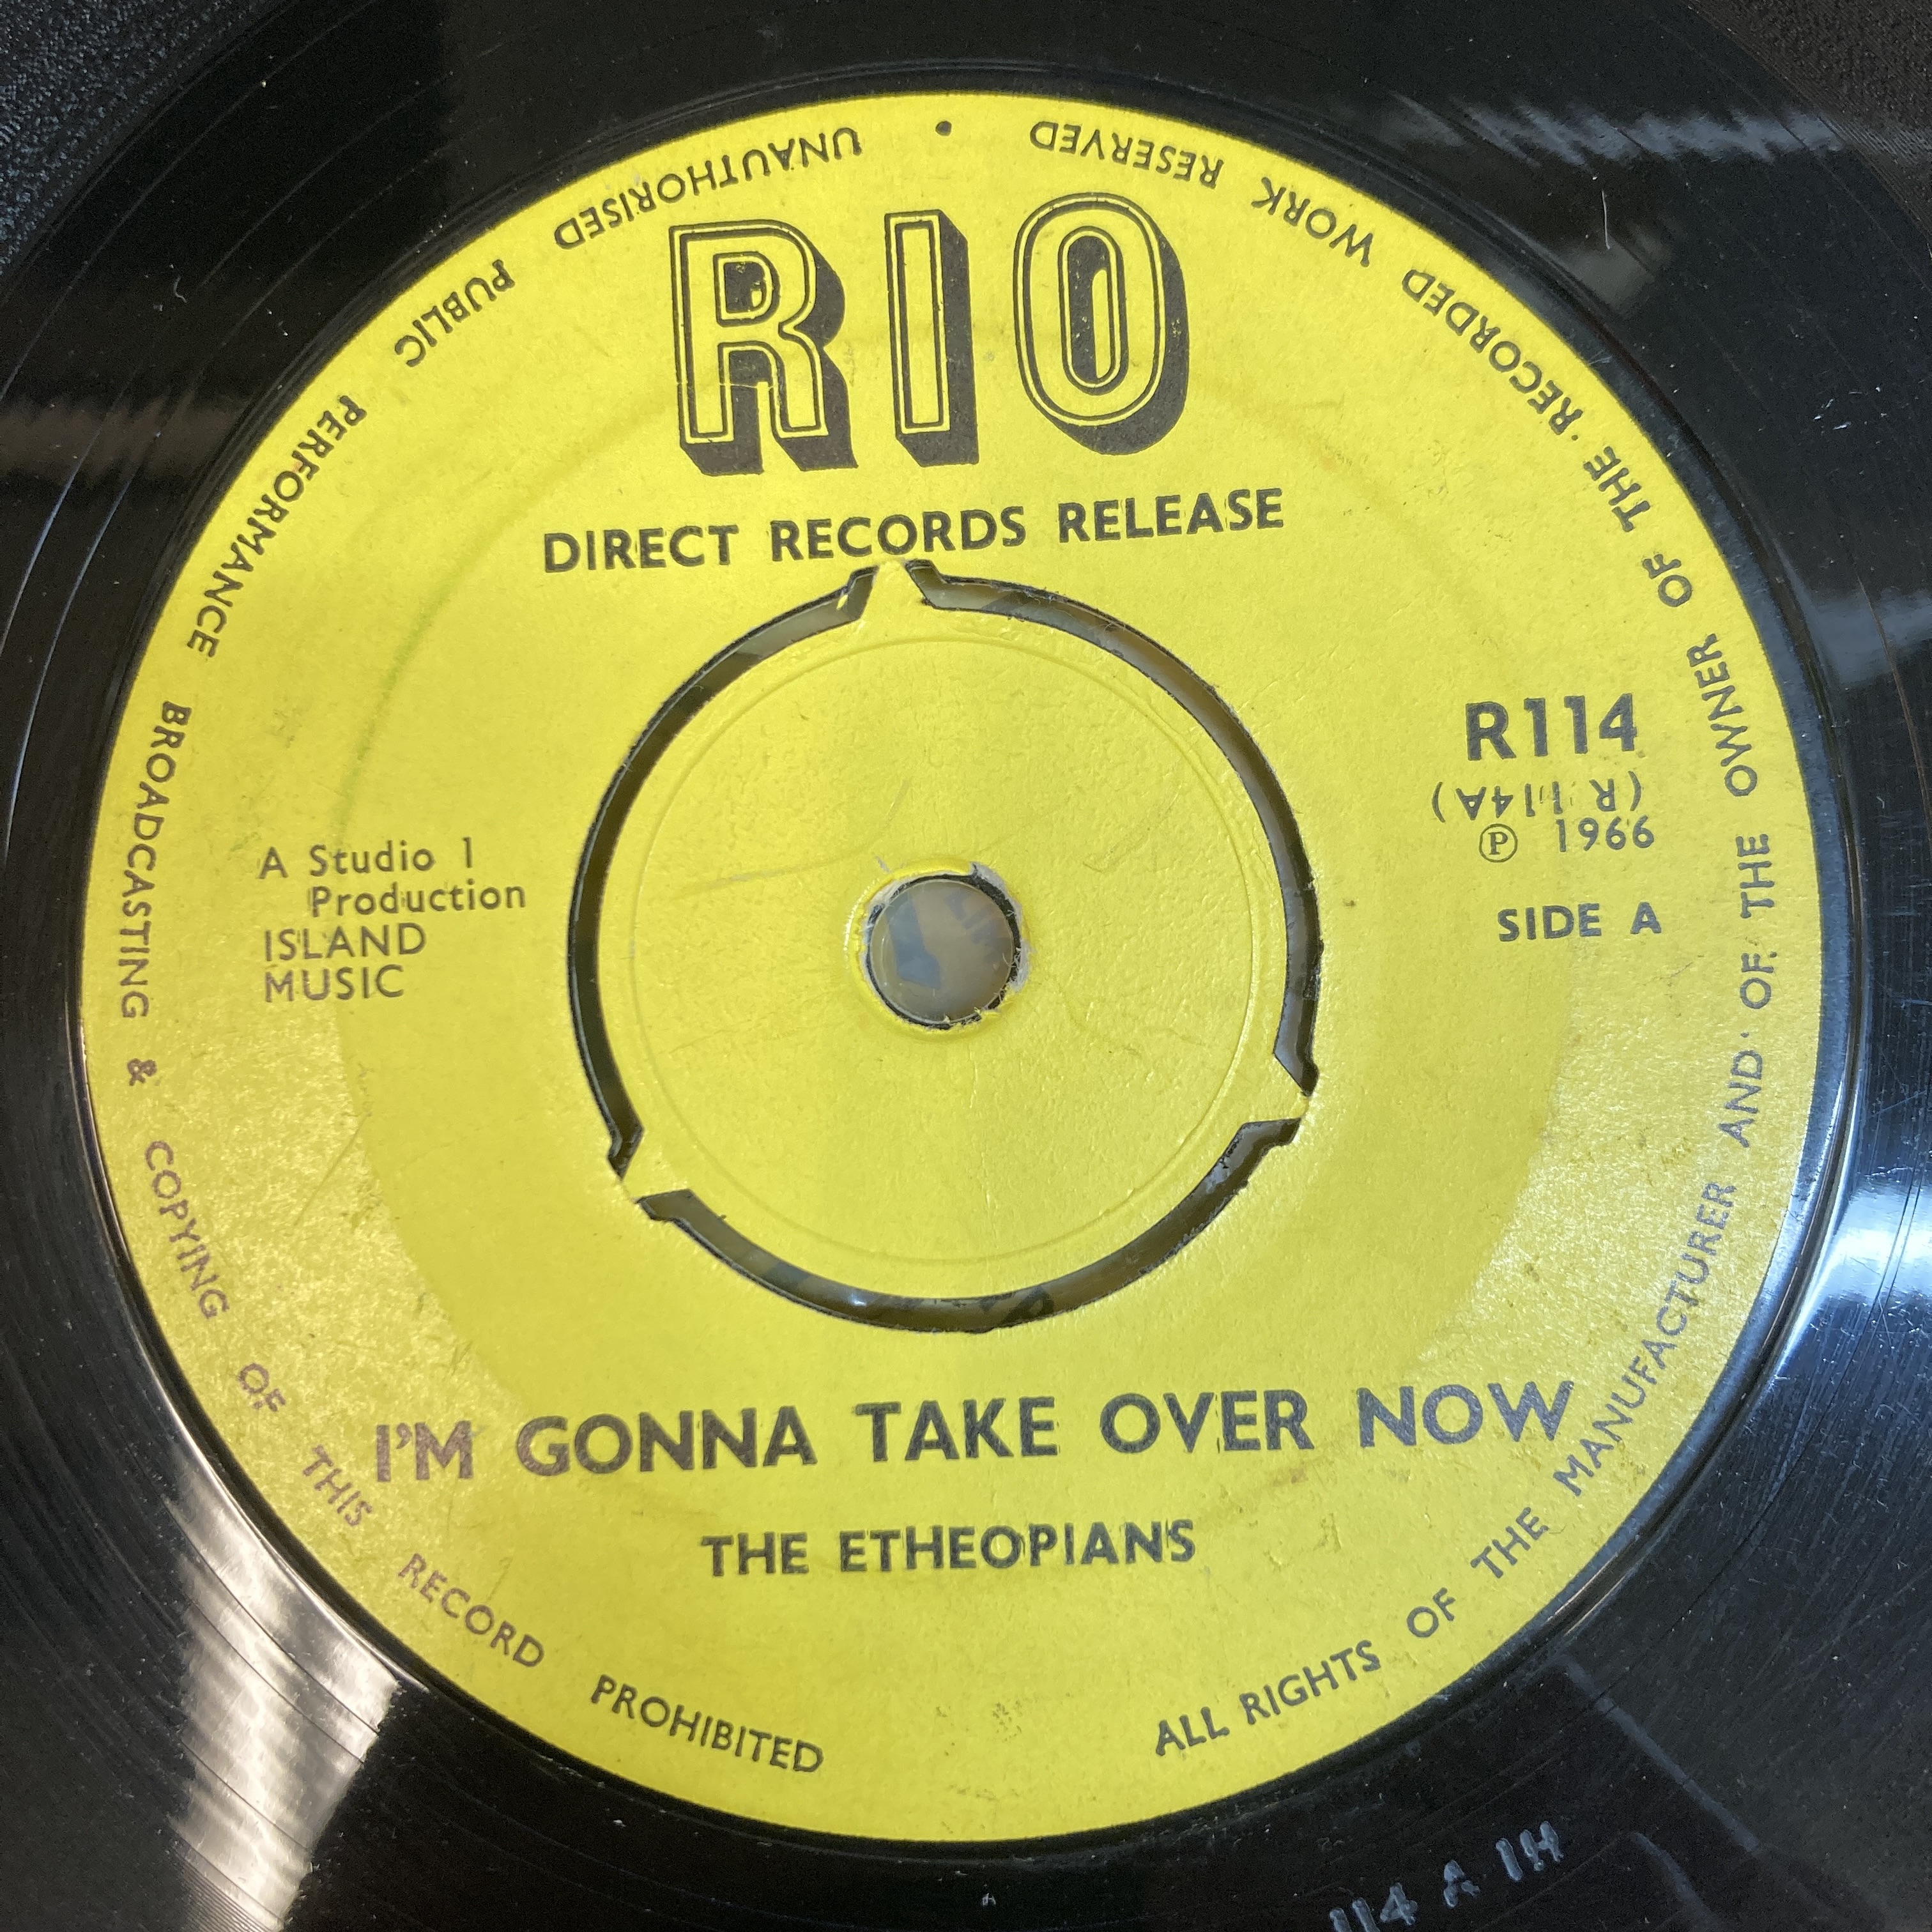 RIO
DIRECT RECORDS RELEASE
R114
(R 114A)
Ⓟ 1966
SIDE A
A Studio 1
Production
ISLAND
MUSIC
I'M GONNA TAKE OVER NOW
THE ETHEOPIANS
ALL RIGHTS OF THE MANUFACTURER AND OF THE OWNER OF THE RECORDED WORK RESERVED • UNAUTHORISED PUBLIC PERFORMANCE BROADCASTING & COPYING OF THIS RECORD PROHIBITED
114 A 1H